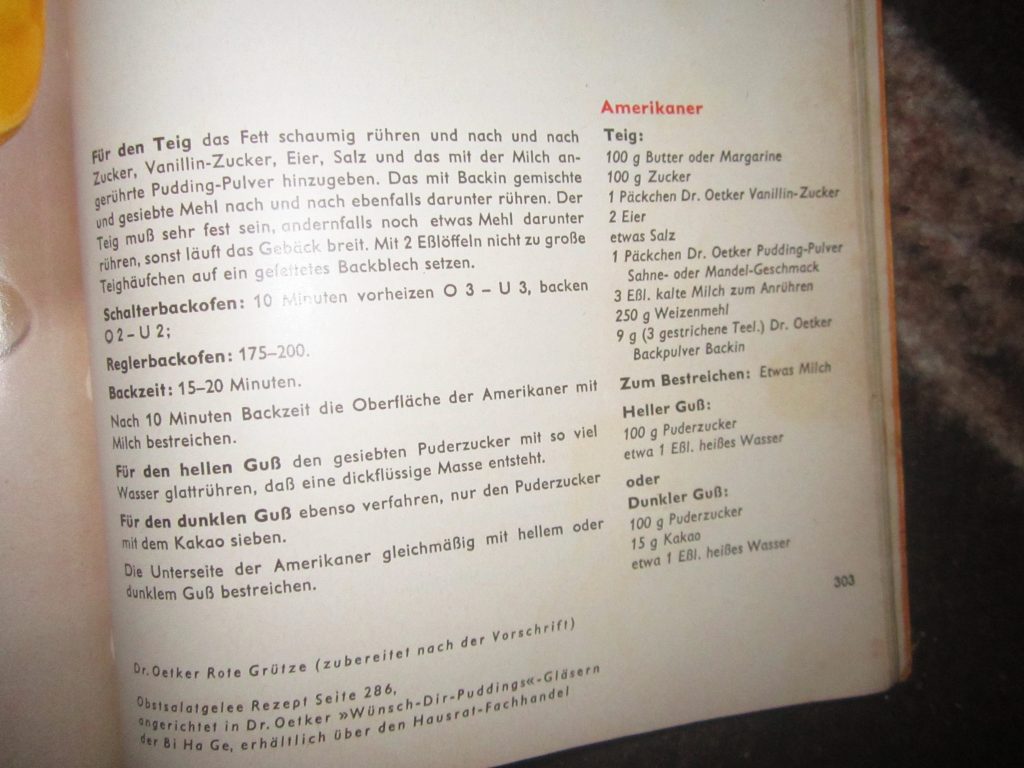 Für den Teig das Fett schaumig rühren und nach und nach
Zucker, Vanillin-Zucker, Eier, Salz und das mit der Milch an-
gerührte Pudding-Pulver hinzugeben. Das mit Backin gemischte
und gesiebte Mehl nach und nach ebenfalls darunter rühren. Der
Teig muß sehr fest sein, andernfalls noch etwas Mehl darunter
rühren, sonst läuft das Gebäck breit. Mit 2 Eßlöffeln nicht zu große
Teighäufchen auf ein gefettetes Backblech setzen.
Schalterbackofen: 10 Minuten vorheizen O 3 – U 3, backen
O 2 – U 2;
Reglerbackofen: 175–200.
Backzeit: 15–20 Minuten.
Nach 10 Minuten Backzeit die Oberfläche der Amerikaner mit
Milch bestreichen.
Für den hellen Guß den gesiebten Puderzucker mit so viel
Wasser glattrühren, daß eine dickflüssige Masse entsteht.
Für den dunklen Guß ebenso verfahren, nur den Puderzucker
mit dem Kakao sieben.
Die Unterseite der Amerikaner gleichmäßig mit hellem oder
dunklem Guß bestreichen.
Dr. Oetker Rote Grütze (zubereitet nach der Vorschrift)
Obstsalatgelee Rezept Seite 286,
angerichtet in Dr. Oetker »Wünsch-Dir-Puddings«-Gläsern
der Bi Ha Ge, erhältlich über den Hausrat-Fachhandel
Amerikaner
Teig:
100 g Butter oder Margarine
100 g Zucker
1 Päckchen Dr. Oetker Vanillin-Zucker
2 Eier
etwas Salz
1 Päckchen Dr. Oetker Pudding-Pulver
Sahne- oder Mandel-Geschmack
3 Eßl. kalte Milch zum Anrühren
250 g Weizenmehl
9 g (3 gestrichene Teel.) Dr. Oetker
Backpulver Backin
Zum Bestreichen: Etwas Milch
Heller Guß:
100 g Puderzucker
etwa 1 Eßl. heißes Wasser
oder
Dunkler Guß:
100 g Puderzucker
15 g Kakao
etwa 1 Eßl. heißes Wasser
303